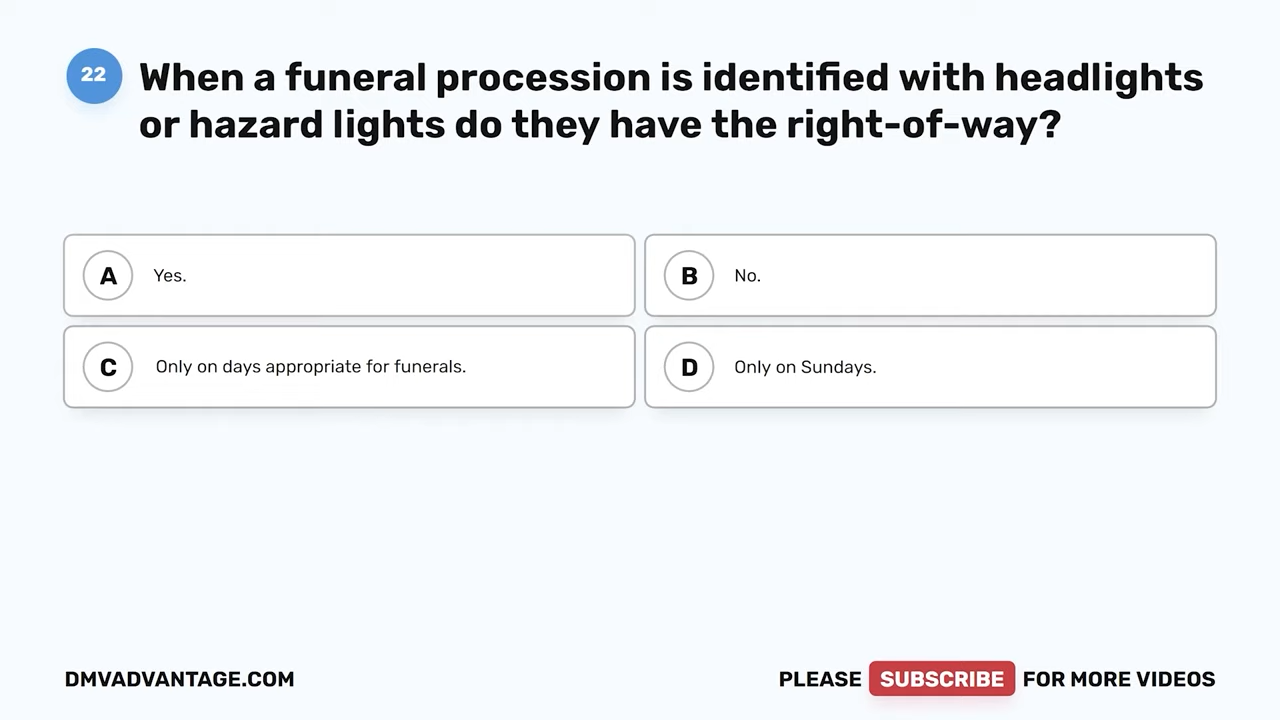 22
When a funeral procession is identified with headlights
or hazard lights do they have the right-of-way?
A Yes.
B No.
C Only on days appropriate for funerals.
D Only on Sundays.
DMVADVANTAGE.COM
PLEASE SUBSCRIBE FOR MORE VIDEOS